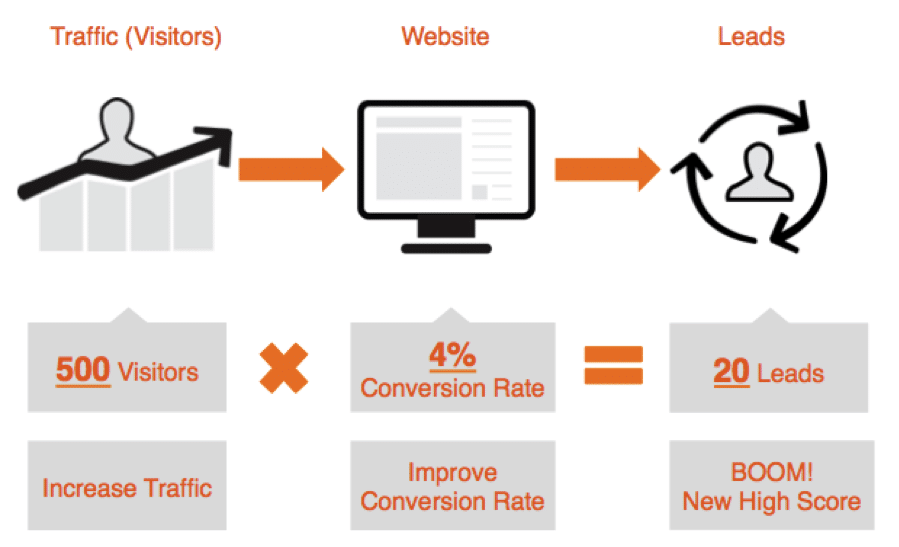 Traffic (Visitors)
Website
Leads
500 Visitors
4%
Conversion Rate
20 Leads
Increase Traffic
Improve
Conversion Rate
BOOM!
New High Score